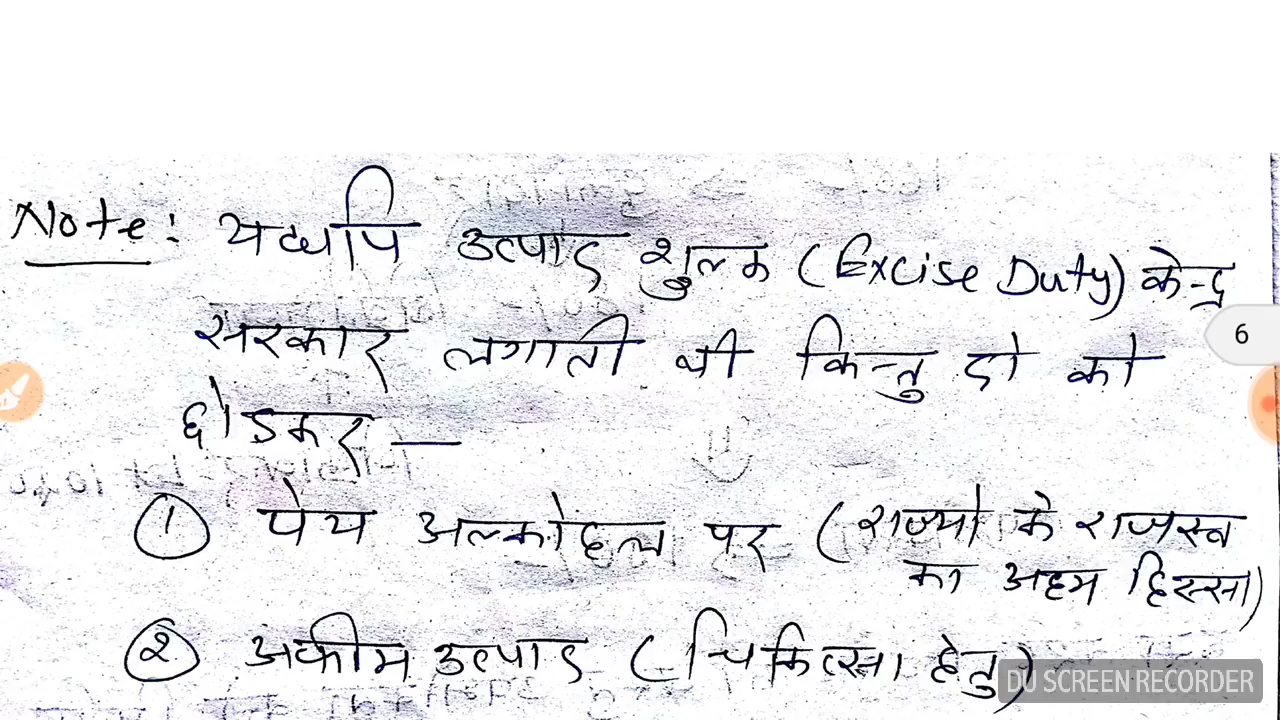 Note: यद्यपि उत्पाद शुल्क (Excise Duty) केन्द्र
सरकार लगाती थी किन्तु दो को
छोडकर —
① पेय अल्कोहल पर (राज्यो के राजस्व
का अहम हिस्सा)
② अफीम उत्पाद (चिकित्सा हेतु)
6
DU SCREEN RECORDER